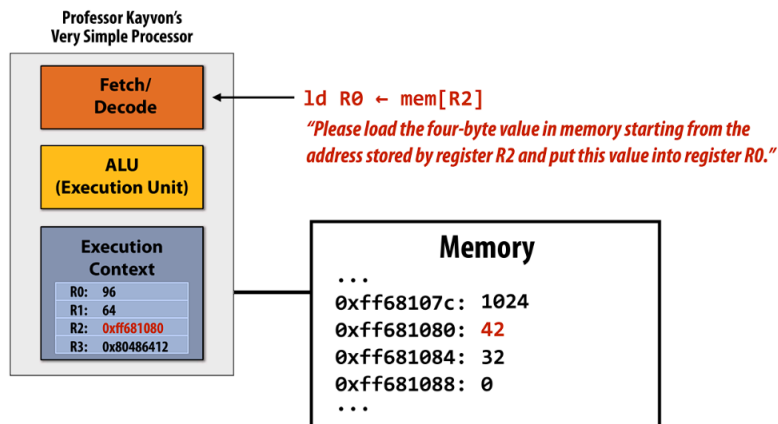 Professor Kayvon's
Very Simple Processor
Fetch/
Decode
ld R0 ← mem[R2]
“Please load the four-byte value in memory starting from the
address stored by register R2 and put this value into register R0.”
ALU
(Execution Unit)
Execution
Context
R0: 96
R1: 64
R2: 0xff681080
R3: 0x80486412
Memory
...
0xff68107c: 1024
0xff681080: 42
0xff681084: 32
0xff681088: 0
...